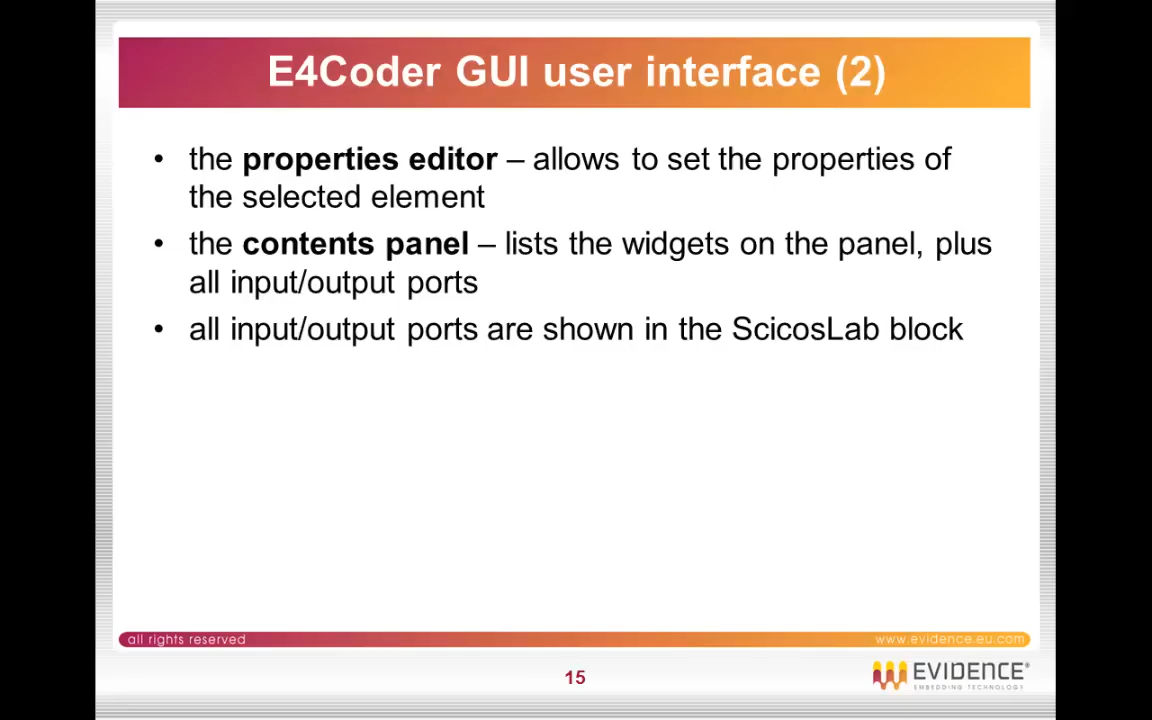 E4Coder GUI user interface (2)
• the properties editor – allows to set the properties of
the selected element
• the contents panel – lists the widgets on the panel, plus
all input/output ports
• all input/output ports are shown in the ScicosLab block
all rights reserved
www.evidence.eu.com
15
EVIDENCE®
EMBEDDING TECHNOLOGY